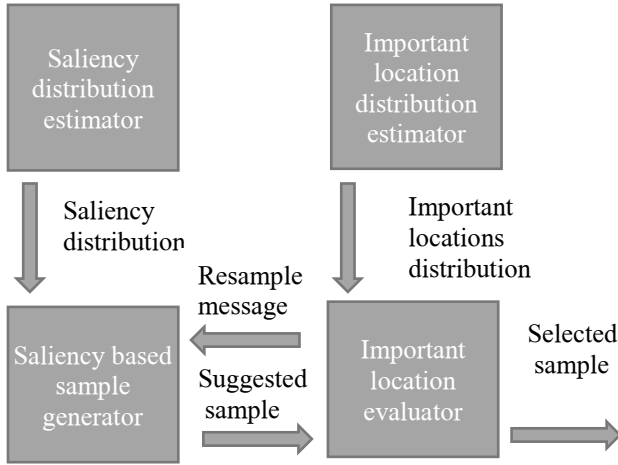 Saliency
distribution
estimator
Important
location
distribution
estimator
Saliency
distribution
Important
locations
distribution
Resample
message
Saliency based
sample
generator
Suggested
sample
Important
location
evaluator
Selected
sample